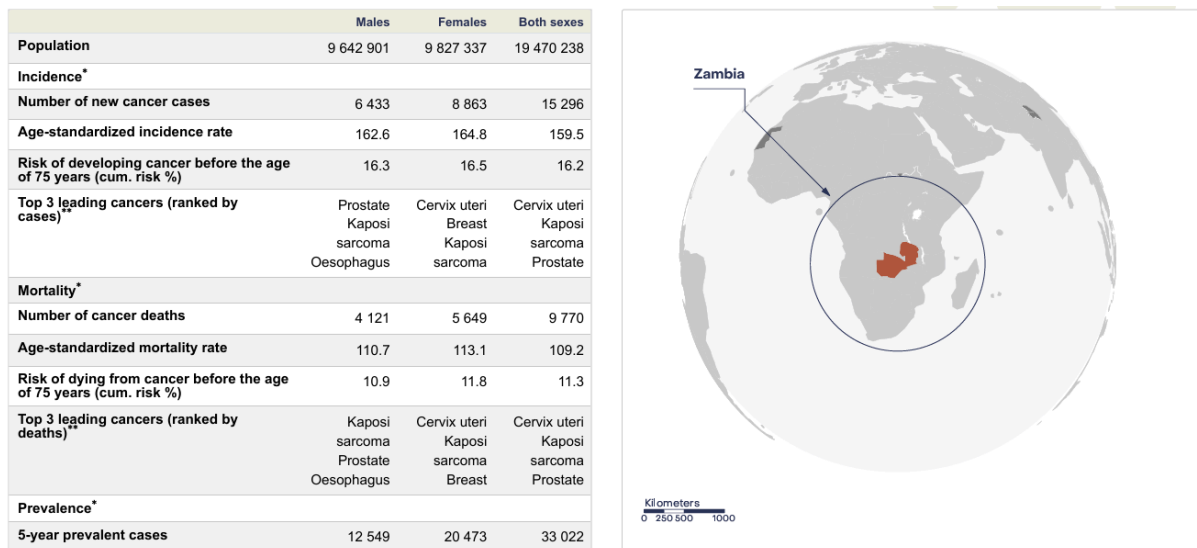 Males Females Both sexes
Population 9 642 901 9 827 337 19 470 238
Incidence*
Number of new cancer cases 6 433 8 863 15 296
Age-standardized incidence rate 162.6 164.8 159.5
Risk of developing cancer before the age
of 75 years (cum. risk %) 16.3 16.5 16.2
Top 3 leading cancers (ranked by
cases)**
Prostate Cervix uteri Cervix uteri
Kaposi Breast Kaposi
sarcoma Kaposi sarcoma
Oesophagus sarcoma Prostate
Mortality*
Number of cancer deaths 4 121 5 649 9 770
Age-standardized mortality rate 110.7 113.1 109.2
Risk of dying from cancer before the age
of 75 years (cum. risk %) 10.9 11.8 11.3
Top 3 leading cancers (ranked by
deaths)**
Kaposi Cervix uteri Cervix uteri
sarcoma Kaposi Kaposi
Prostate sarcoma sarcoma
Oesophagus Breast Prostate
Prevalence*
5-year prevalent cases 12 549 20 473 33 022
Zambia
Kilometers
0 250 500 1000